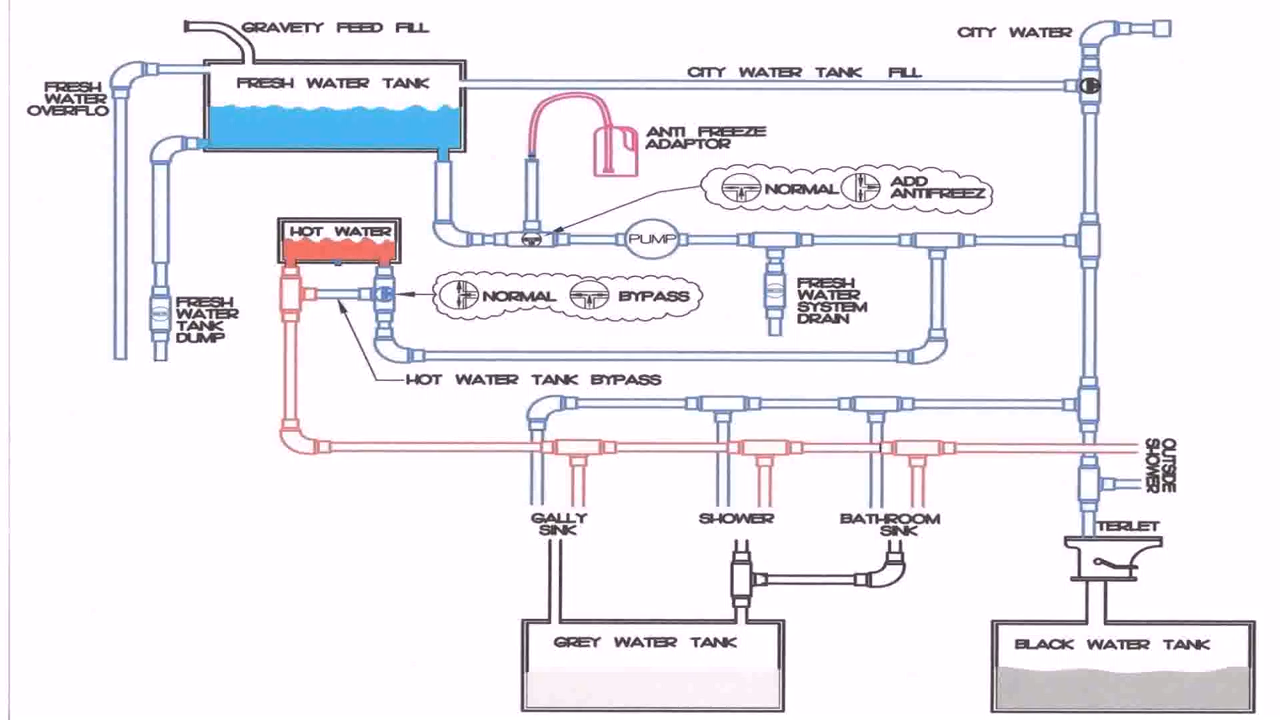 GRAVETY FEED FILL
CITY WATER
FRESH WATER TANK
CITY WATER TANK FILL
FRESH
WATER
OVERFLO
ANTI FREEZE
ADAPTOR
NORMAL
ADD
ANTIFREEZ
HOT WATER
PUMP
NORMAL
BYPASS
FRESH
WATER
TANK
DUMP
FRESH
WATER
SYSTEM
DRAIN
HOT WATER TANK BYPASS
OUTSIDE
SHOWER
GALLY
SINK
SHOWER
BATHROOM
SINK
TERLET
GREY WATER TANK
BLACK WATER TANK